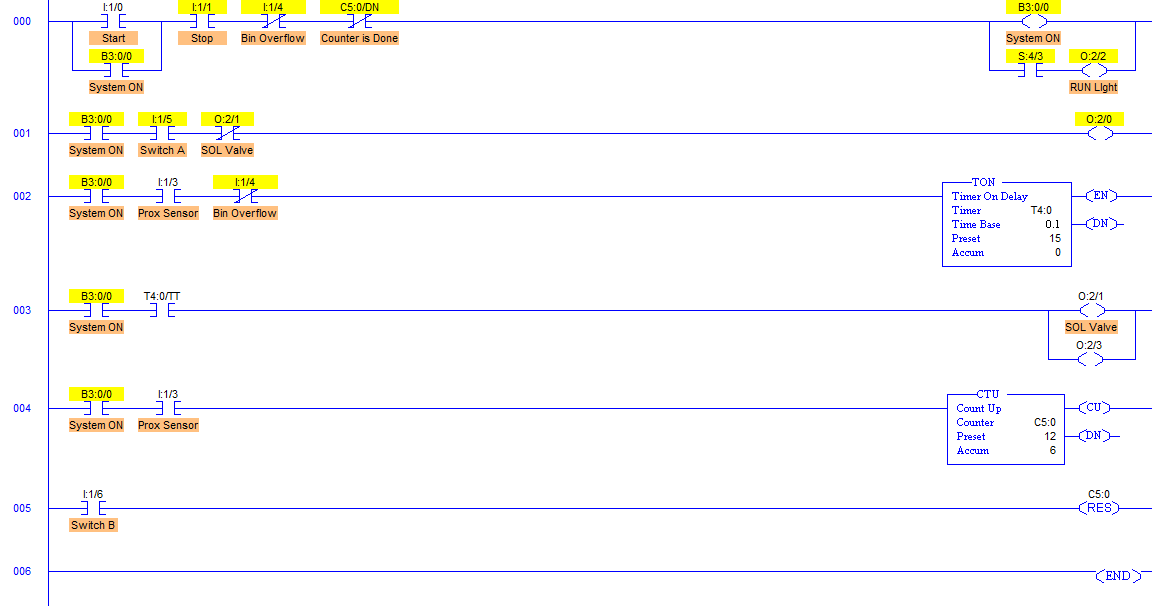 I:1/0 I:1/1 I:1/4 C5:0/DN B3:0/0
000
Start Stop Bin Overflow Counter is Done System ON
B3:0/0 S:4/3 O:2/2
System ON RUN LIght
B3:0/0 I:1/5 O:2/1 O:2/0
001
System ON Switch A SOL Valve
B3:0/0 I:1/3 I:1/4 TON
002 Timer On Delay EN
System ON Prox Sensor Bin Overflow Timer T4:0
Time Base 0.1 DN
Preset 15
Accum 0
B3:0/0 T4:0/TT O:2/1
003
System ON SOL Valve
O:2/3
B3:0/0 I:1/3 CTU
004 Count Up CU
System ON Prox Sensor Counter C5:0
Preset 12 DN
Accum 6
I:1/6 C5:0
005 RES
Switch B
006 END